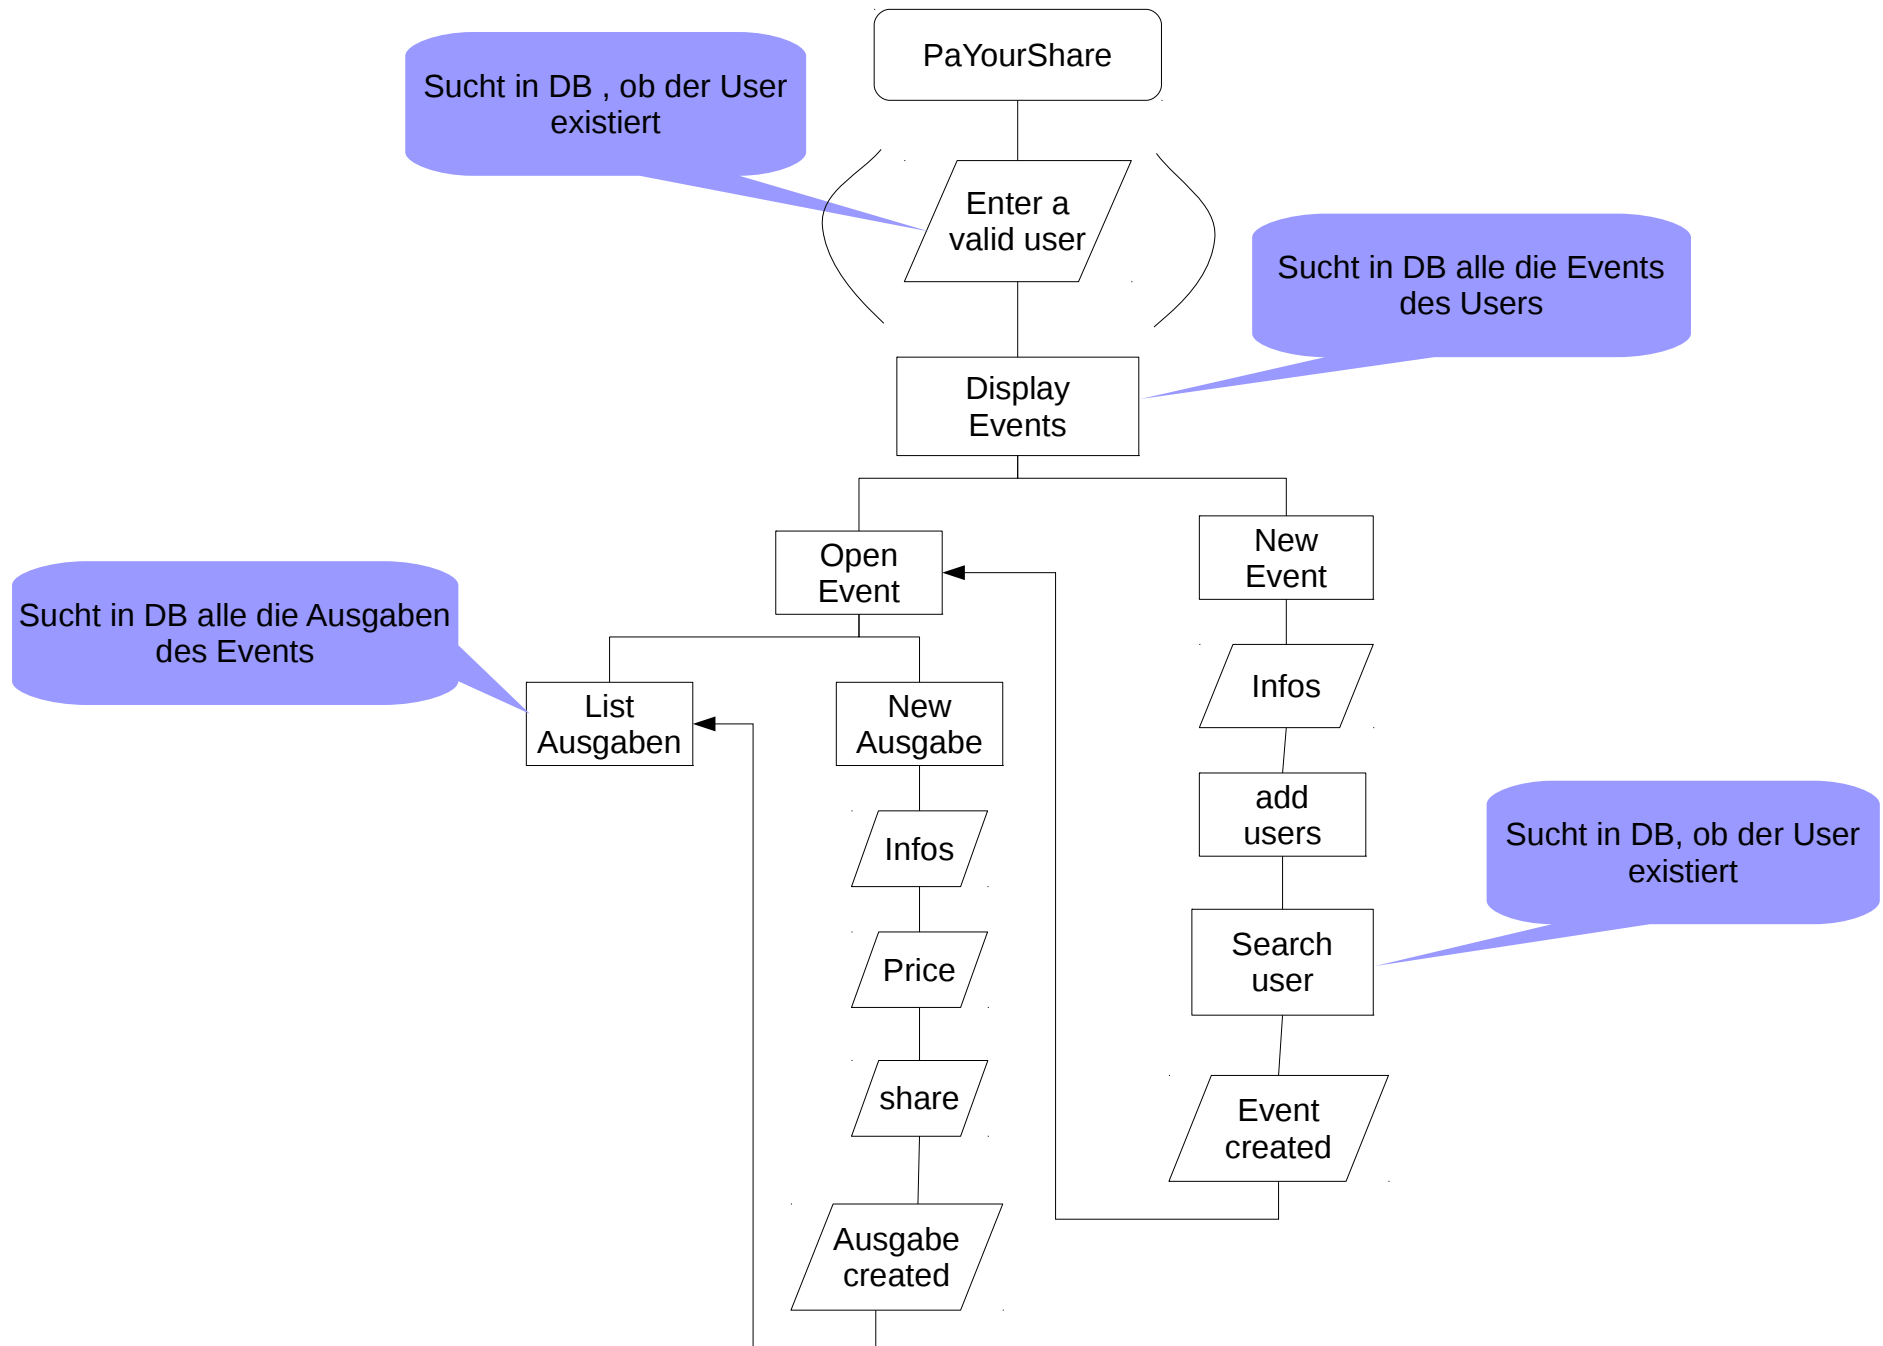 PaYourShare
Sucht in DB , ob der User
existiert
Enter a
valid user
Sucht in DB alle die Events
des Users
Display
Events
Open
Event
New
Event
Sucht in DB alle die Ausgaben
des Events
List
Ausgaben
New
Ausgabe
Infos
Infos
add
users
Sucht in DB, ob der User
existiert
Price
Search
user
share
Event
created
Ausgabe
created